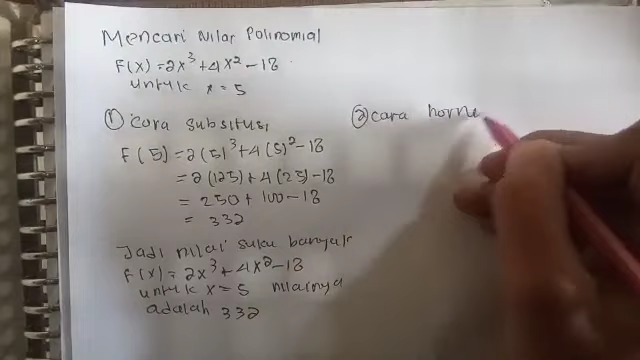 Mencari Nilai Polinomial
F(x) = 2x³ + 4x² - 18
untuk x = 5
① Cara subsitusi
F(5) = 2(5)³ + 4(5)² - 18
= 2(125) + 4(25) - 18
= 250 + 100 - 18
= 332
Jadi nilai suku banyak
F(x) = 2x³ + 4x² - 18
untuk x = 5 nilainya
adalah 332
② cara horne